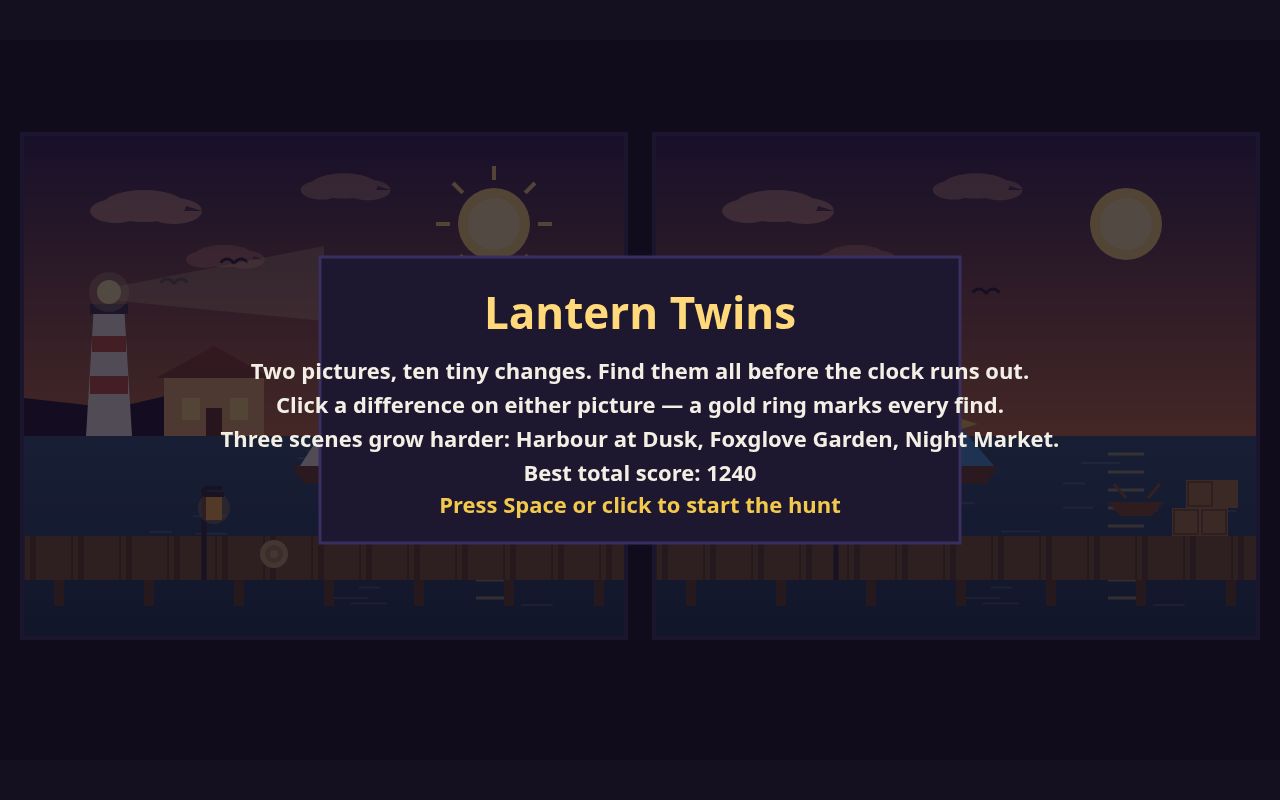 Lantern Twins
Two pictures, ten tiny changes. Find them all before the clock runs out.
Click a difference on either picture — a gold ring marks every find.
Three scenes grow harder: Harbour at Dusk, Foxglove Garden, Night Market.
Best total score: 1240
Press Space or click to start the hunt